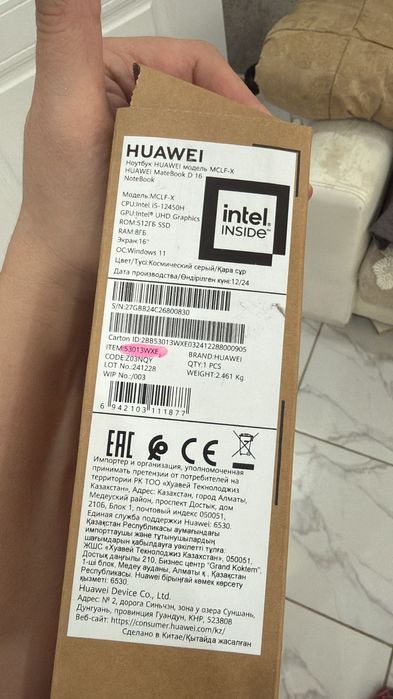 HUAWEI
Ноутбук HUAWEI модель MCLF-X
HUAWEI MateBook D 16
NoteBook
Модель:MCLF-X
CPU:Intel i5-12450H
GPU:Intel® UHD Graphics
ROM:512ГБ SSD
RAM:8ГБ
Экран:16"
ОС:Windows 11
intel.
INSIDE™
Цвет/Түсі:Космический серый/Қара сұр
Дата производства/Өндірілген күні:12/24
S/N:27GBB24C26800830
Carton ID:2BB53013WXE032412288000905
ITEM:53013WXE
BRAND:HUAWEI
CODE:Z03NQY
QTY:1 PCS
LOT No.:241228
WEIGHT:2.461 Kg
WIP No.:/003
6 942103 111877
EAC CE
Импортер и организация, уполномоченная
принимать претензии от потребителей на
территории РК ТОО «Хуавей Текнолоджиз
Казахстан», Адрес: Казахстан, город Алматы,
Медеуский район, проспект Достык, дом
210Б, Блок 1, почтовый индекс 050051,
Единая служба поддержки Huawei: 6530.
Қазақстан Республикасы аумағындағы
импорттаушы және тұтынушылардың
шағымдарын қабылдауға уәкілетті тұлға:
ЖШС «Хуавей Текнолоджиз Казахстан», 050051,
Достык даңғ. 210 Б, Бизнес центр "Grand Koktem",
1-ші блок, Медеу ауданы, Алматы қ., Қазақстан
Республикасы. Huawei бірыңғай көмек көрсету
қызметі: 6530.
Huawei Device Co., Ltd.
Адрес: № 2, дорога Синьчэн, зона у озера Суншань,
Дунгуань, провинция Гуандун, КНР, 523808
Веб-сайт: https://consumer.huawei.com/kz/
Сделано в Китае/Қытайда жасалған